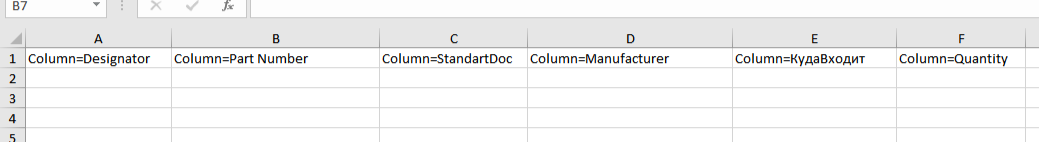 B7 fx
A B C D E F
1 Column=Designator Column=Part Number Column=StandartDoc Column=Manufacturer Column=КудаВходит Column=Quantity
2
3
4
5